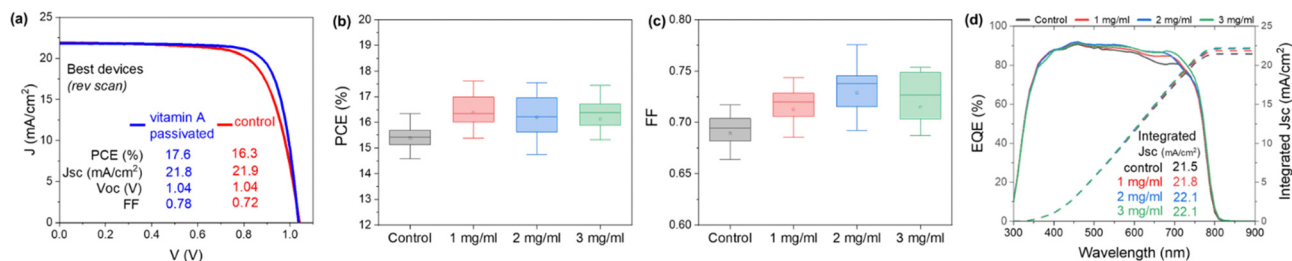 (a)
25
20
15
10
5
0
J (mA/cm²)
Best devices
(rev scan)
vitamin A passivated control
PCE (%) 17.6 16.3
Jsc (mA/cm²) 21.8 21.9
Voc (V) 1.04 1.04
FF 0.78 0.72
0.0 0.2 0.4 0.6 0.8 1.0
V (V)
(b)
20
19
18
17
16
15
14
13
12
PCE (%)
Control 1 mg/ml 2 mg/ml 3 mg/ml
(c)
0.80
0.75
0.70
0.65
0.60
FF
Control 1 mg/ml 2 mg/ml 3 mg/ml
(d)
Control 1 mg/ml 2 mg/ml 3 mg/ml
100
80
60
40
20
0
EQE (%)
25
22
20
17
15
12
10
7
5
2
0
Integrated Jsc (mA/cm²)
Integrated
Jsc (mA/cm²)
control 21.5
1 mg/ml 21.8
2 mg/ml 22.1
3 mg/ml 22.1
300 400 500 600 700 800 900
Wavelength (nm)